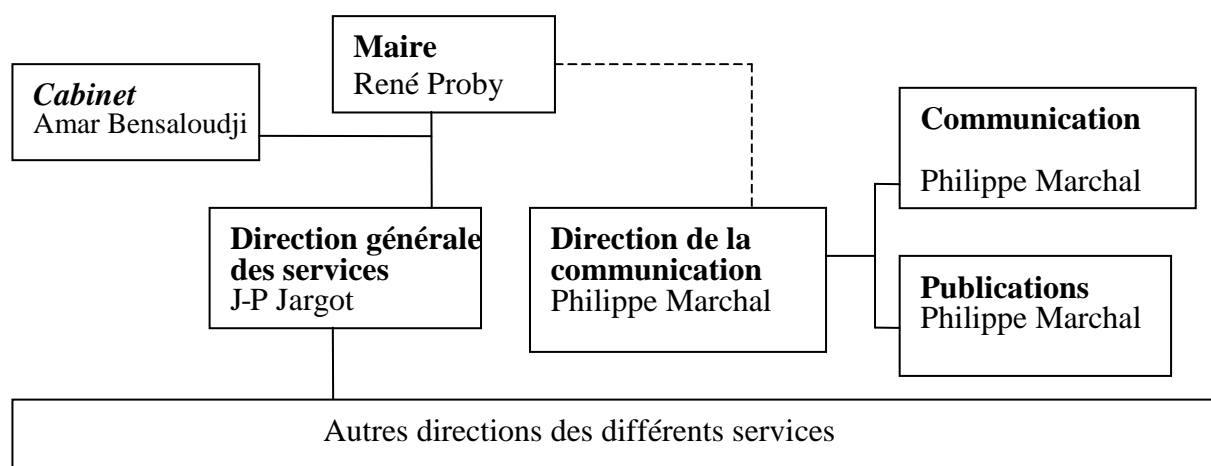 Maire
René Proby
Cabinet
Amar Bensaloudji
Communication
Philippe Marchal
Direction générale
des services
J-P Jargot
Direction de la
communication
Philippe Marchal
Publications
Philippe Marchal
Autres directions des différents services